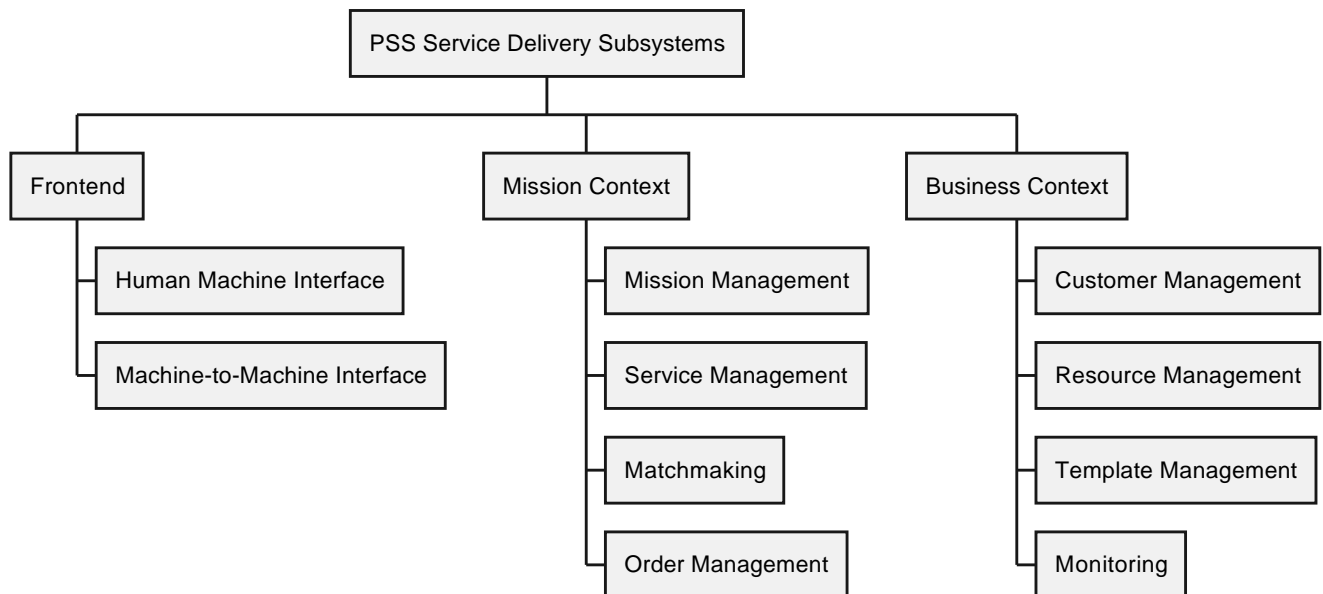 PSS Service Delivery Subsystems
Frontend
Mission Context
Business Context
Human Machine Interface
Mission Management
Customer Management
Machine-to-Machine Interface
Service Management
Resource Management
Matchmaking
Template Management
Order Management
Monitoring